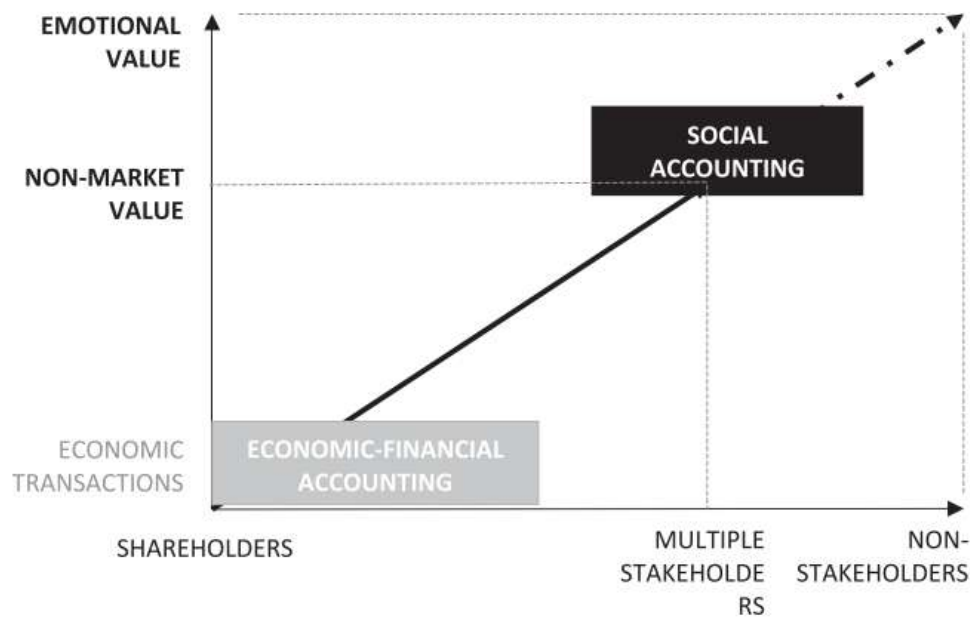 EMOTIONAL
VALUE
SOCIAL
ACCOUNTING
NON-MARKET
VALUE
ECONOMIC
TRANSACTIONS
ECONOMIC-FINANCIAL
ACCOUNTING
SHAREHOLDERS
MULTIPLE
STAKEHOLDE
RS
NON-
STAKEHOLDERS